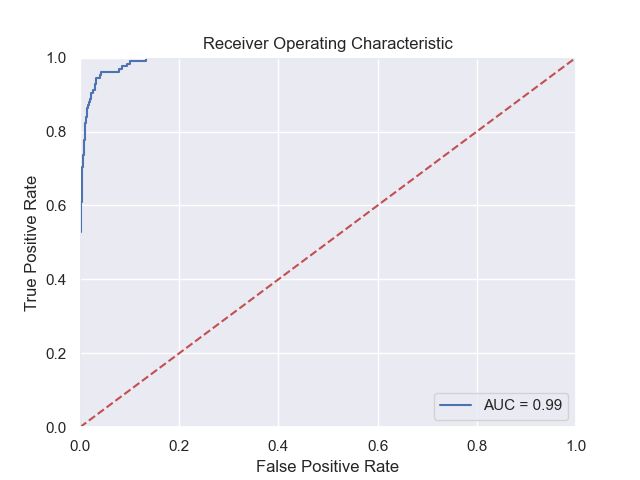 Receiver Operating Characteristic
True Positive Rate
1.0
0.8
0.6
0.4
0.2
0.0
AUC = 0.99
0.0 0.2 0.4 0.6 0.8 1.0
False Positive Rate